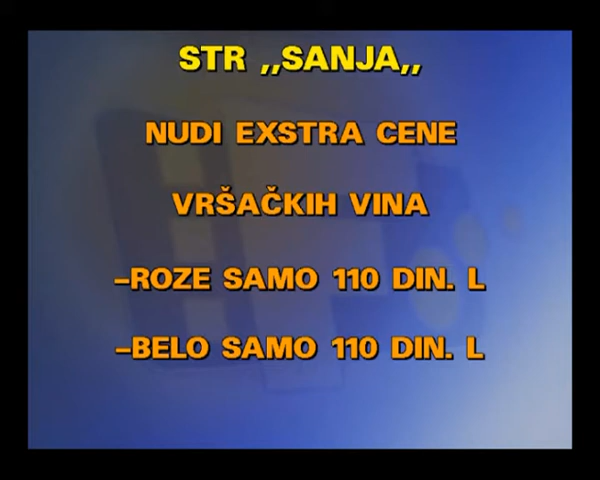 STR ,,SANJA,,
NUDI EXSTRA CENE
VRŠAČKIH VINA
–ROZE SAMO 110 DIN. L
–BELO SAMO 110 DIN. L